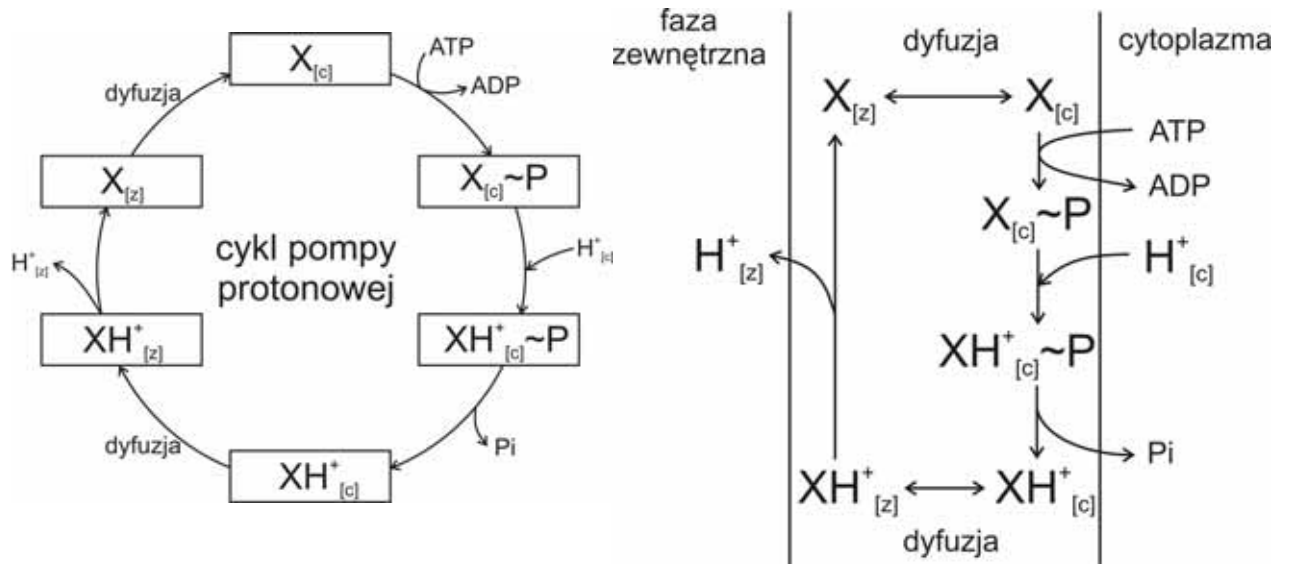 X[c]
ATP
ADP
dyfuzja
X[z]
X[c]~P
cykl pompy
protonowej
H⁺[z]
H⁺[c]
XH⁺[z]
XH⁺[c]~P
dyfuzja
Pi
XH⁺[c]
faza
zewnętrzna
dyfuzja
cytoplazma
X[z]
X[c]
ATP
ADP
X[c]~P
H⁺[z]
H⁺[c]
XH⁺[c]~P
Pi
XH⁺[z]
XH⁺[c]
dyfuzja